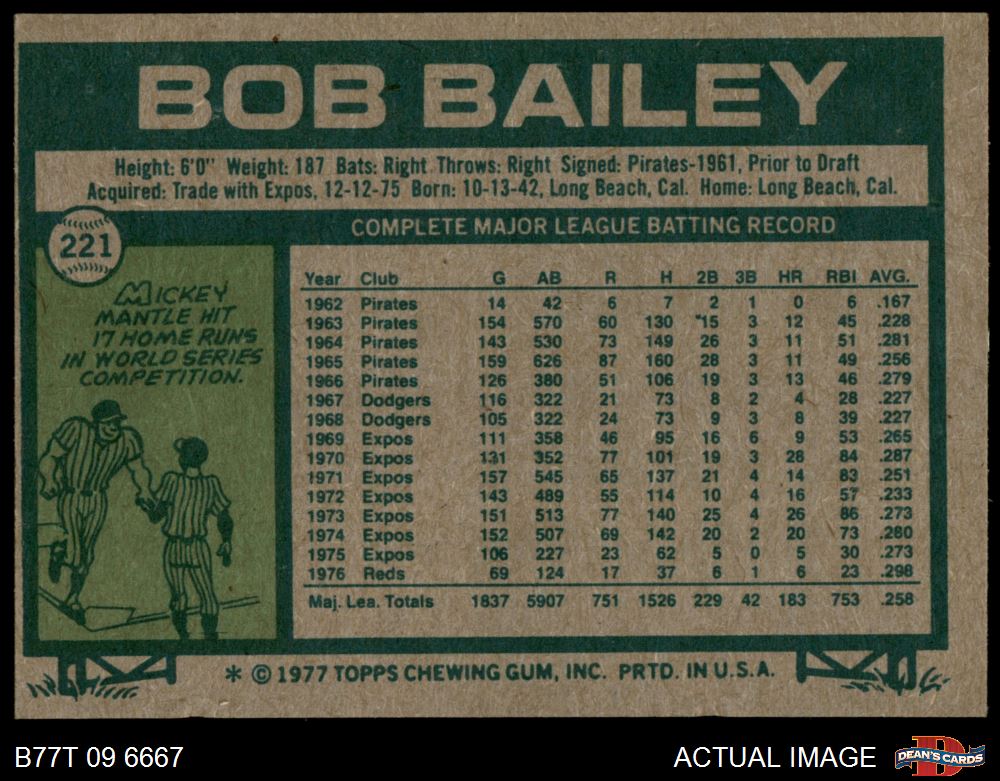 BOB BAILEY
Height: 6'0" Weight: 187 Bats: Right Throws: Right Signed: Pirates-1961, Prior to Draft
Acquired: Trade with Expos, 12-12-75 Born: 10-13-42, Long Beach, Cal. Home: Long Beach, Cal.
221
MICKEY
MANTLE HIT
17 HOME RUNS
IN WORLD SERIES
COMPETITION.
COMPLETE MAJOR LEAGUE BATTING RECORD
Year Club G AB R H 2B 3B HR RBI AVG.
1962 Pirates 14 42 6 7 2 1 0 6 .167
1963 Pirates 154 570 60 130 15 3 12 45 .228
1964 Pirates 143 530 73 149 26 3 11 51 .281
1965 Pirates 159 626 87 160 28 3 11 49 .256
1966 Pirates 126 380 51 106 19 3 13 46 .279
1967 Dodgers 116 322 21 73 8 2 4 28 .227
1968 Dodgers 105 322 24 73 9 3 8 39 .227
1969 Expos 111 358 46 95 16 6 9 53 .265
1970 Expos 131 352 77 101 19 3 28 84 .287
1971 Expos 157 545 65 137 21 4 14 83 .251
1972 Expos 143 489 55 114 10 4 16 57 .233
1973 Expos 151 513 77 140 25 4 26 86 .273
1974 Expos 152 507 69 142 20 2 20 73 .280
1975 Expos 106 227 23 62 5 0 5 30 .273
1976 Reds 69 124 17 37 6 1 6 23 .298
Maj. Lea. Totals 1837 5907 751 1526 229 42 183 753 .258
* © 1977 TOPPS CHEWING GUM, INC. PRTD. IN U.S.A.
B77T 09 6667
ACTUAL IMAGE
DEAN'S CARDS